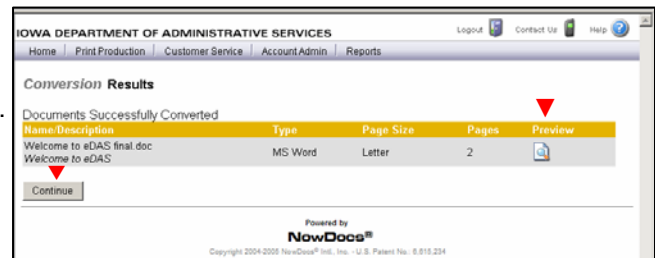 IOWA DEPARTMENT OF ADMINISTRATIVE SERVICES Logout Contact Us Help
Home Print Production Customer Service Account Admin Reports
Conversion Results
Documents Successfully Converted
Name/Description Type Page Size Pages Preview
Welcome to eDAS final.doc MS Word Letter 2
Welcome to eDAS
Continue
Powered by
NowDocs®
Copyright 2004-2005 NowDocs® Intl., Inc. - U.S. Patent No.: 6,615,234